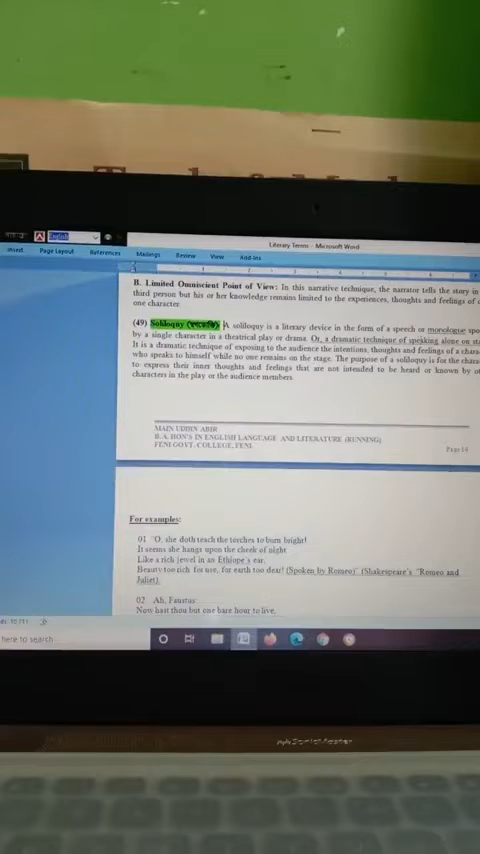 English
Literary Terms - Microsoft Word
Insert Page Layout References Mailings Review View Add-Ins
B. Limited Omniscient Point of View: In this narrative technique, the narrator tells the story in
third person but his or her knowledge remains limited to the experiences, thoughts and feelings of
one character.
(49) Soliloquy (স্বগতোক্তি) A soliloquy is a literary device in the form of a speech or monologue spo
by a single character in a theatrical play or drama. Or, a dramatic technique of speaking alone on sta
It is a dramatic technique of exposing to the audience the intentions, thoughts and feelings of a chara
who speaks to himself while no one remains on the stage. The purpose of a soliloquy is for the chara
to express their inner thoughts and feelings that are not intended to be heard or known by ot
characters in the play or the audience members.
MAIN UDDIN ABIR
B. A. HON'S IN ENGLISH LANGUAGE AND LITERATURE (RUNNING)
FENI GOVT. COLLEGE, FENI.
Page 16
For examples:
01 "O, she doth teach the torches to burn bright!
It seems she hangs upon the cheek of night
Like a rich jewel in an Ethiope's ear,
Beauty too rich for use, for earth too dear! (Spoken by Romeo)" (Shakespeare's "Romeo and
Juliet)
02 Ah, Faustus:
Now hast thou but one bare hour to live,
here to search